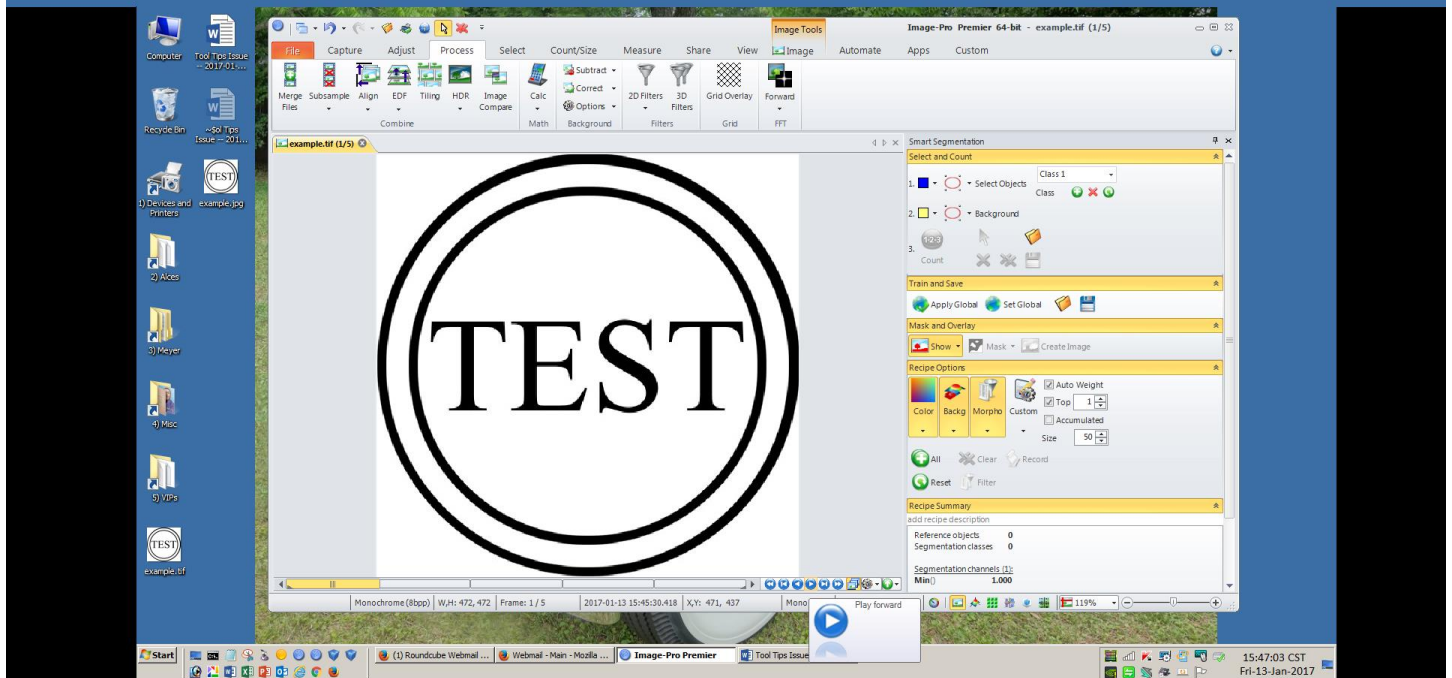 Computer
Tool Tips Issue
-- 2017-01-...
Recycle Bin
~$ol Tips
Issue -- 201...
1) Devices and
Printers
example.jpg
TEST
2) Alces
3) Meyer
4) Misc
5) VIPs
TEST
example.tif
Image Tools
Image-Pro Premier 64-bit - example.tif (1/5)
File Capture Adjust Process Select Count/Size Measure Share View Image Automate Apps Custom
Merge
Files
Subsample
Align
EDF
Tiling
HDR
Image
Compare
Combine
Calc
Math
Subtract
Correct
Options
Background
2D Filters
3D
Filters
Filters
Grid Overlay
Grid
Forward
FFT
example.tif (1/5)
TEST
Smart Segmentation
Select and Count
1. Select Objects
Class 1
Class
2. Background
3.
1-2-3
Count
Train and Save
Apply Global Set Global
Mask and Overlay
Show Mask Create Image
Recipe Options
Color Backg Morpho Custom
Auto Weight
Top 1
Accumulated
Size 50
All Clear Record
Reset Filter
Recipe Summary
add recipe description
Reference objects 0
Segmentation classes 0
Segmentation channels (1):
Min() 1.000
Monochrome (8bpp) W,H: 472, 472 Frame: 1 / 5 2017-01-13 15:45:30.418 X,Y: 471, 437 Mono
Play forward
119%
Start
(1) Roundcube Webmail ...
Webmail - Main - Mozilla ...
Image-Pro Premier
Tool Tips Issue
15:47:03 CST
Fri-13-Jan-2017